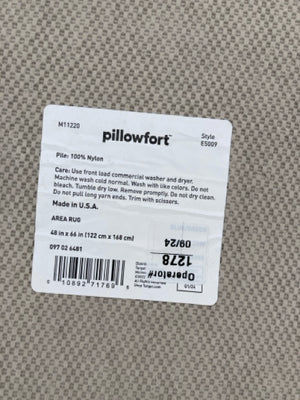 M11220
pillowfort™
Style
E5009
Pile: 100% Nylon
Care: Use front load commercial washer and dryer.
Machine wash cold normal. Wash with like colors. Do not
bleach. Tumble dry low. Remove promptly. Do not dry clean.
Do not pull long yarn ends. Trim with scissors.
Made in U.S.A.
AREA RUG
48 in x 66 in (122 cm x 168 cm)
097 02 6481
0 10892 71769
Operator#
1278
09/24